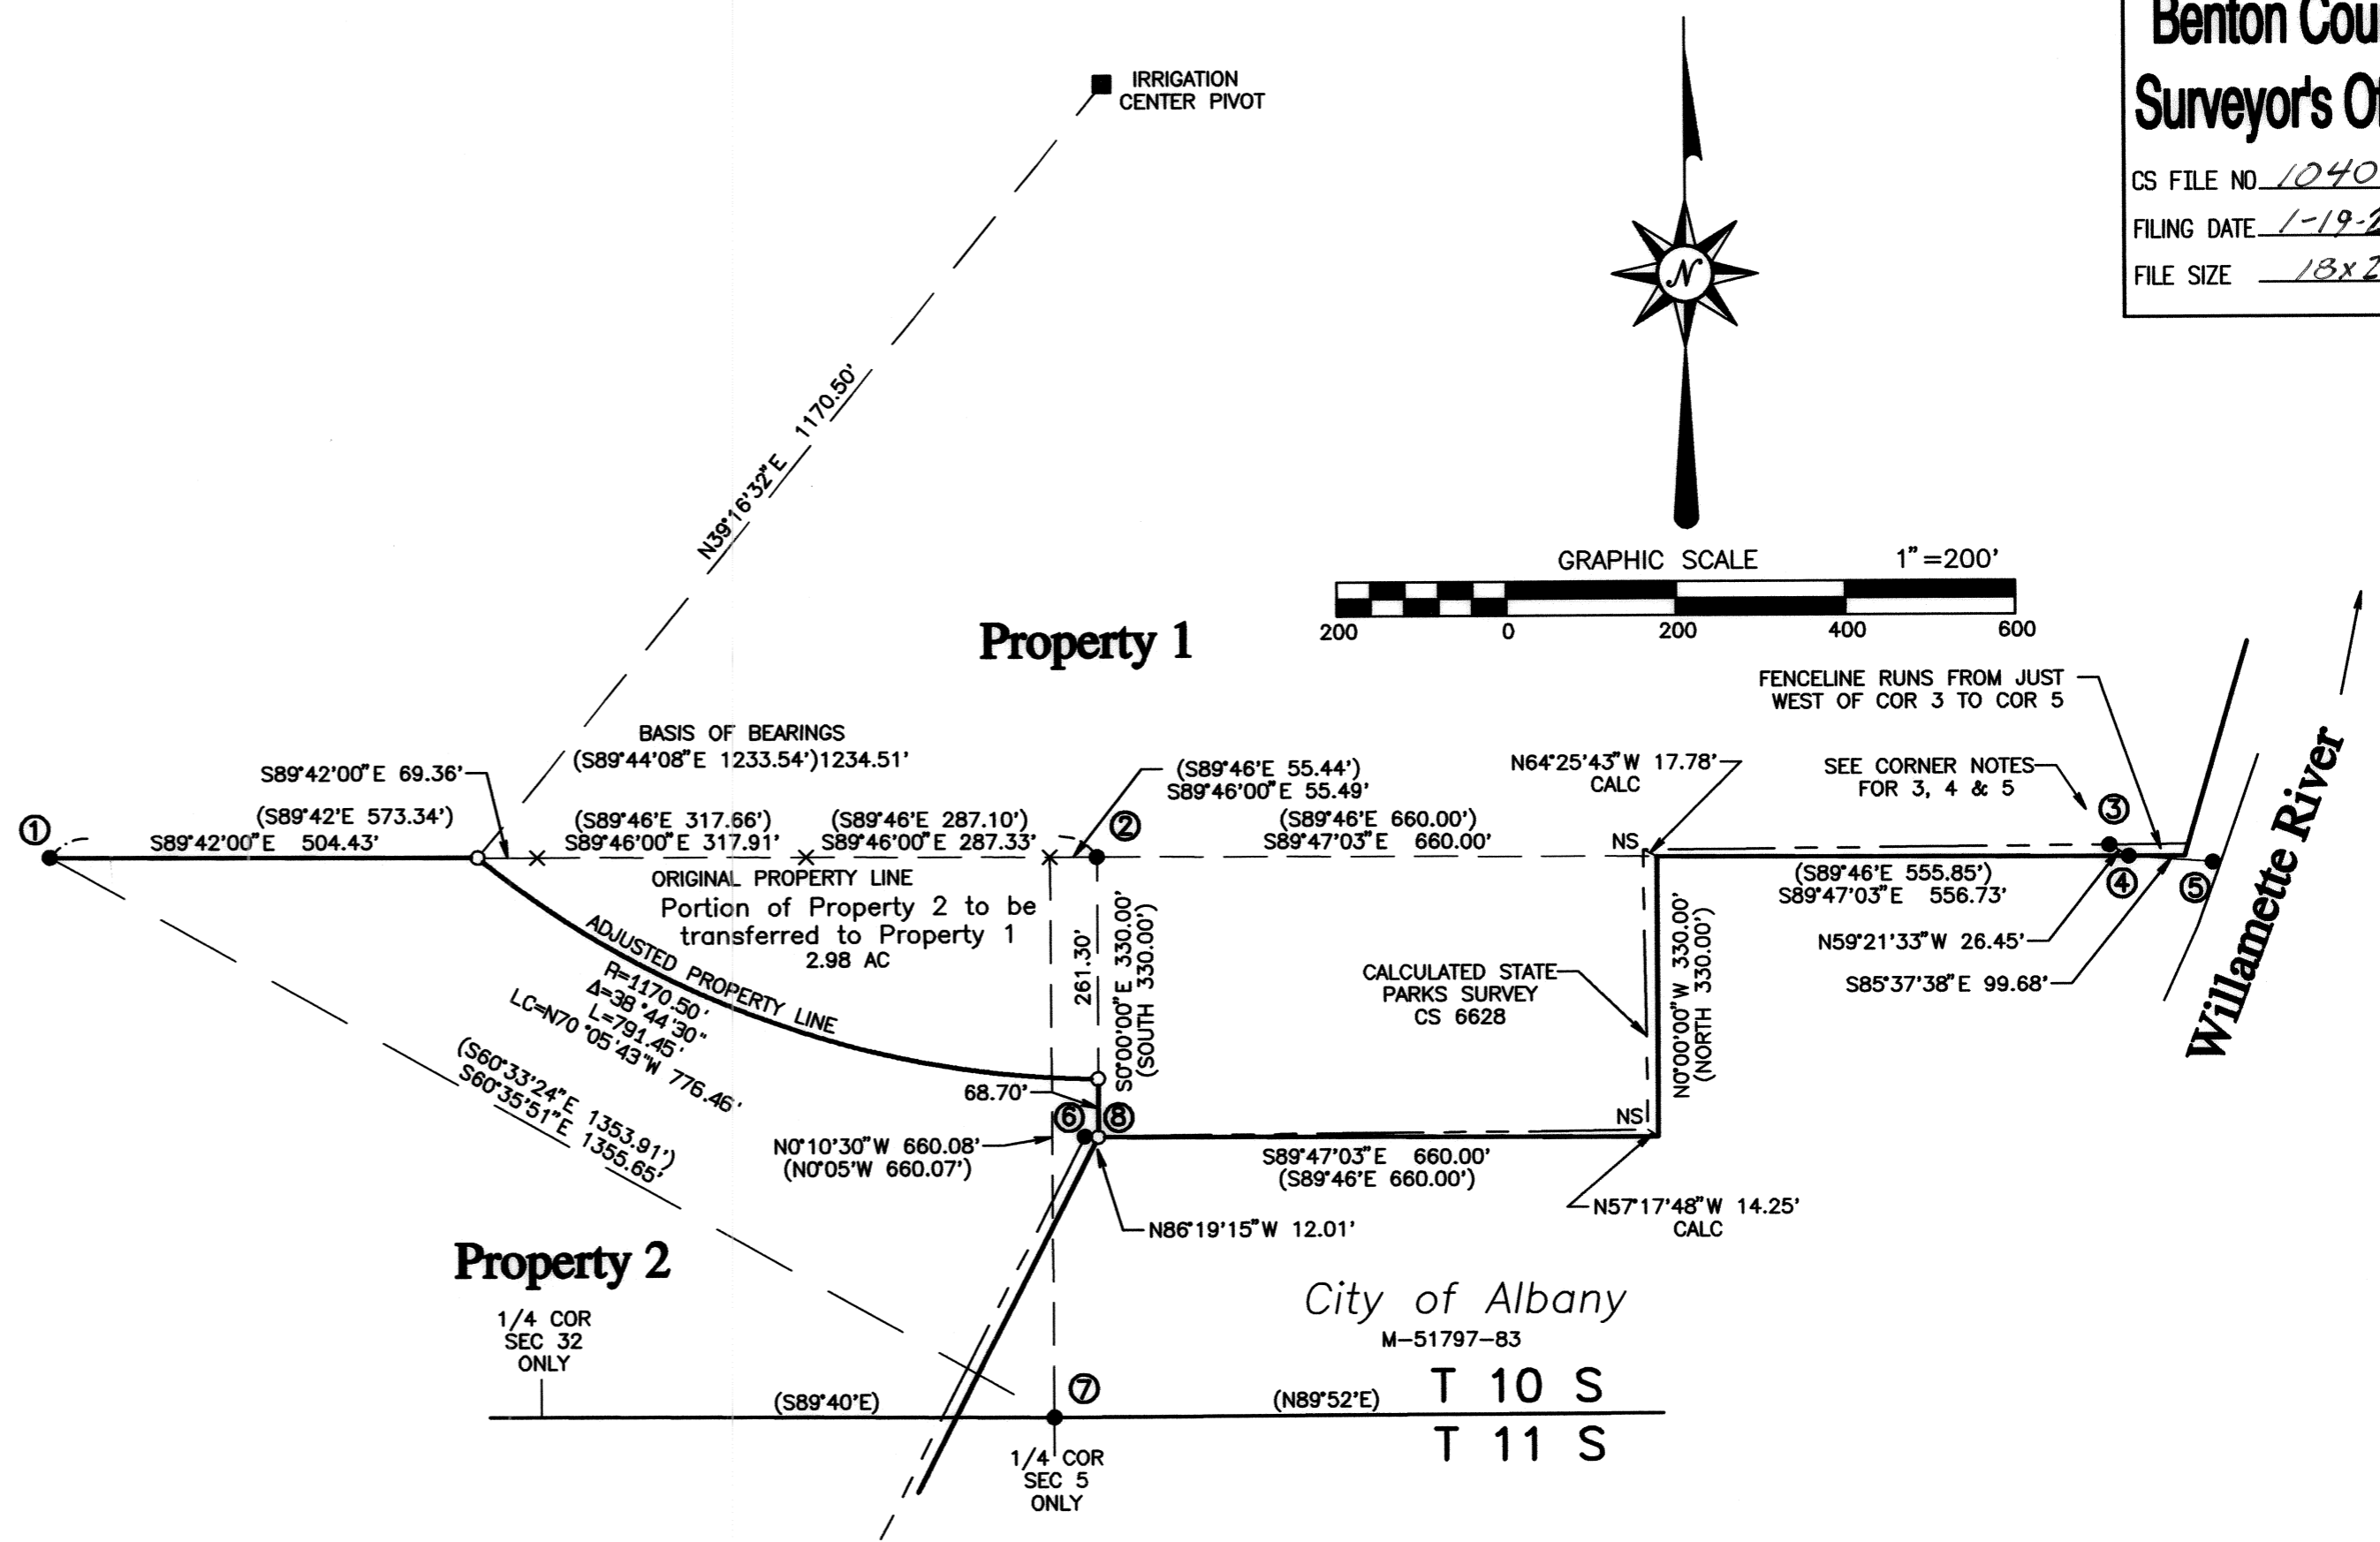 Benton
Surveyor's
CS FILE NO 1040
FILING DATE 1-19-
FILE SIZE 18x2
IRRIGATION
CENTER PIVOT
N
N39°16'32"E 1170.50'
GRAPHIC SCALE 1"=200'
200 0 200 400 600
Property 1
FENCELINE RUNS FROM JUST
WEST OF COR 3 TO COR 5
BASIS OF BEARINGS
(S89°44'08"E 1233.54')1234.51'
S89°42'00"E 69.36'
(S89°42'E 573.34')
S89°42'00"E 504.43'
1
(S89°46'E 317.66')
S89°46'00"E 317.91'
(S89°46'E 287.10')
S89°46'00"E 287.33'
(S89°46'E 55.44')
S89°46'00"E 55.49'
2
(S89°46'E 660.00')
S89°47'03"E 660.00'
N64°25'43"W 17.78'
CALC
NS
SEE CORNER NOTES
FOR 3, 4 & 5
3
4
5
(S89°46'E 555.85')
S89°47'03"E 556.73'
N59°21'33"W 26.45'
S85°37'38"E 99.68'
Willamette River
ORIGINAL PROPERTY LINE
Portion of Property 2 to be
transferred to Property 1
2.98 AC
ADJUSTED PROPERTY LINE
R=1170.50'
Δ=38°44'30"
L=791.45'
LC=N70°05'43"W 776.46'
261.30'
S0°00'00"E 330.00'
(SOUTH 330.00')
CALCULATED STATE
PARKS SURVEY
CS 6628
N0°00'00"W 330.00'
(NORTH 330.00')
(S60°33'24"E 1353.91')
S60°35'51"E 1355.65'
68.70'
6
8
NS
N0°10'30"W 660.08'
(N0°05'W 660.07')
S89°47'03"E 660.00'
(S89°46'E 660.00')
N57°17'48"W 14.25'
CALC
N86°19'15"W 12.01'
Property 2
1/4 COR
SEC 32
ONLY
City of Albany
M-51797-83
(S89°40'E)
7
(N89°52'E)
T 10 S
T 11 S
1/4 COR
SEC 5
ONLY